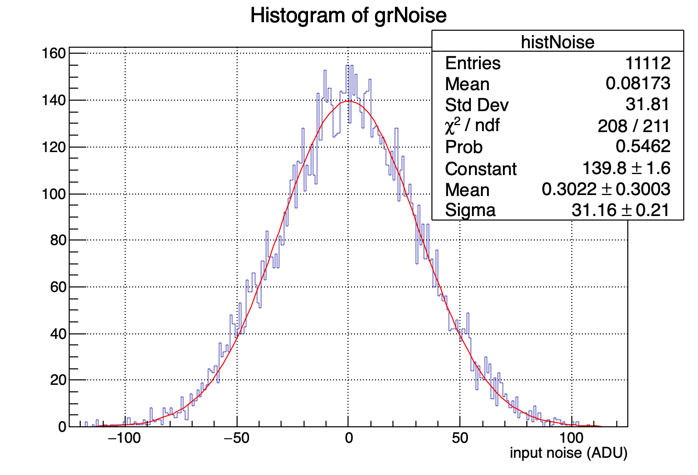 Histogram of grNoise
histNoise
Entries 11112
Mean 0.08173
Std Dev 31.81
χ² / ndf 208 / 211
Prob 0.5462
Constant 139.8 ± 1.6
Mean 0.3022 ± 0.3003
Sigma 31.16 ± 0.21
160
140
120
100
80
60
40
20
0
−100 −50 0 50 100
input noise (ADU)